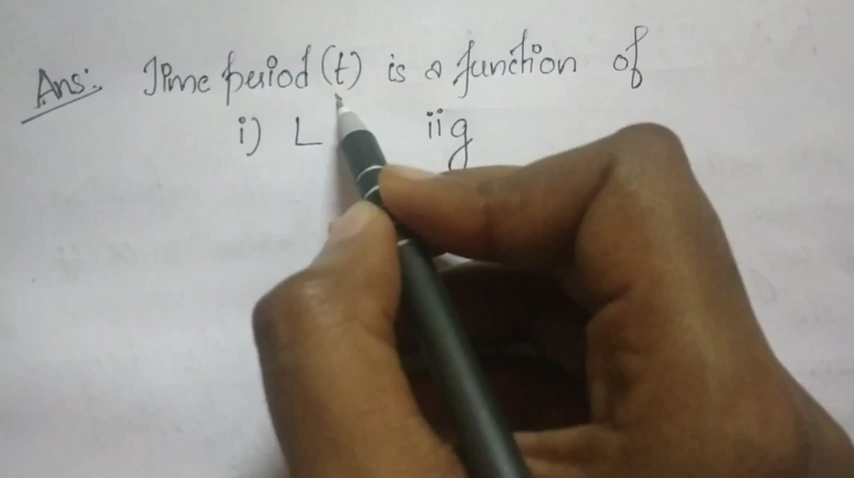 Ans: Time period (t) is a function of
i) L ii g